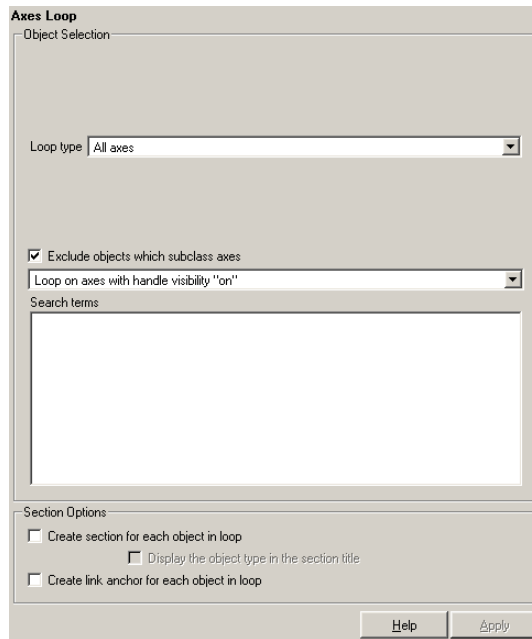 Axes Loop
Object Selection
Loop type All axes
Exclude objects which subclass axes
Loop on axes with handle visibility "on"
Search terms
Section Options
Create section for each object in loop
Display the object type in the section title
Create link anchor for each object in loop
Help Apply